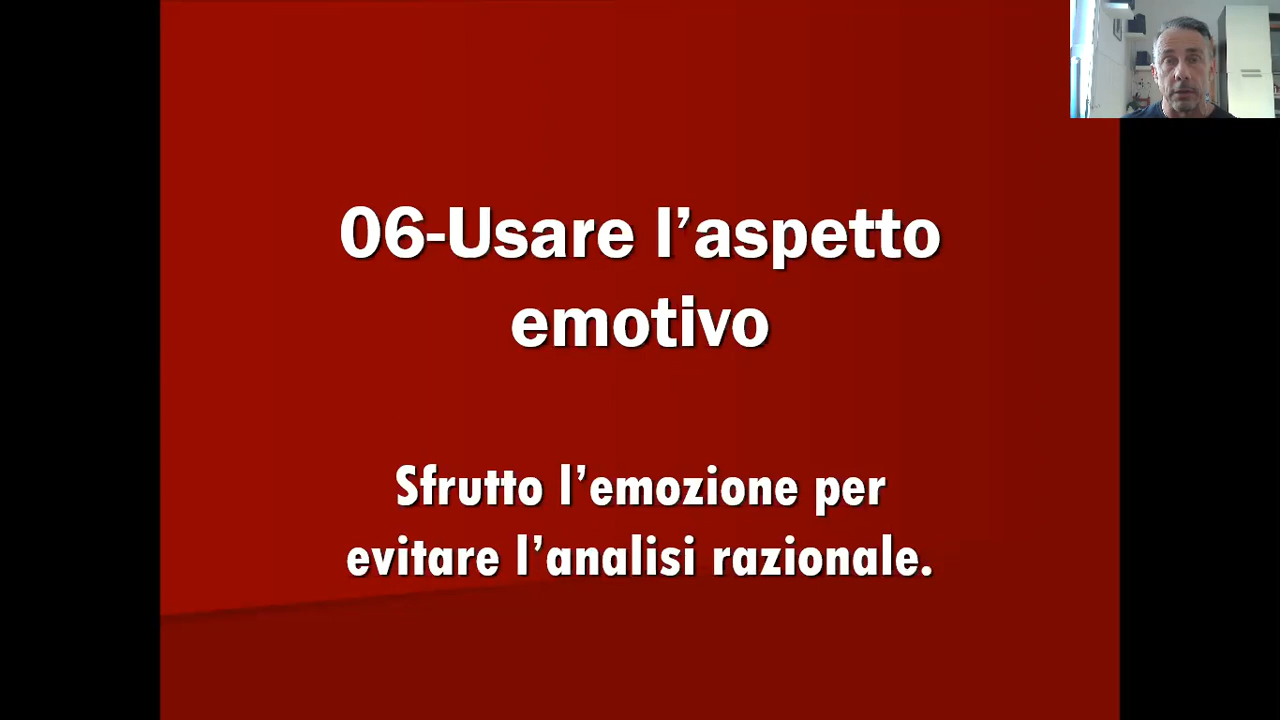 06-Usare l’aspetto
emotivo
Sfrutto l’emozione per
evitare l’analisi razionale.